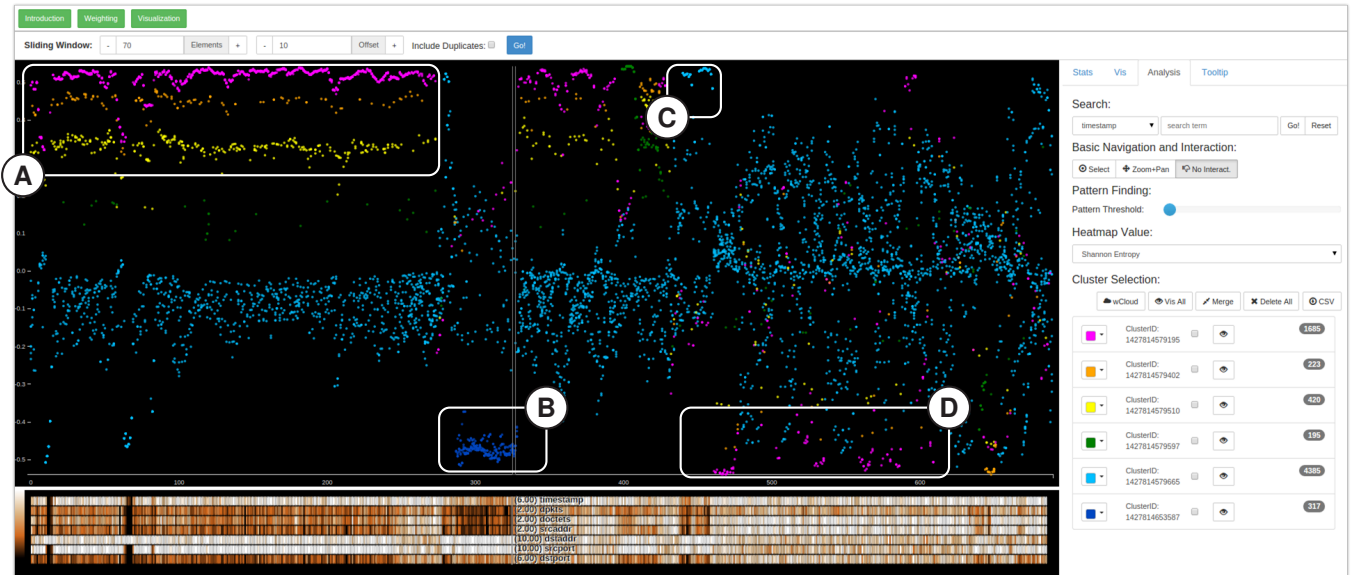 Introduction Weighting Visualization
Sliding Window: - 70 Elements + - 10 Offset + Include Duplicates: Go!
Stats Vis Analysis Tooltip
Search:
timestamp search term Go! Reset
Basic Navigation and Interaction:
Select Zoom+Pan No Interact.
Pattern Finding:
Pattern Threshold:
Heatmap Value:
Shannon Entropy
Cluster Selection:
wCloud Vis All Merge Delete All CSV
ClusterID: 1685
1427814579195
ClusterID: 223
1427814579402
ClusterID: 420
1427814579510
ClusterID: 195
1427814579597
ClusterID: 4385
1427814579665
ClusterID: 317
1427814653587
A
B
C
D
0.1
0.0
-0.1
-0.2
-0.3
-0.4
-0.5
0 100 200 300 400 500 600
(6.00) timestamp
(2.00) dpkts
(2.00) doctets
(2.00) srcaddr
(10.00) dstaddr
(10.00) srcport
(6.00) dstport